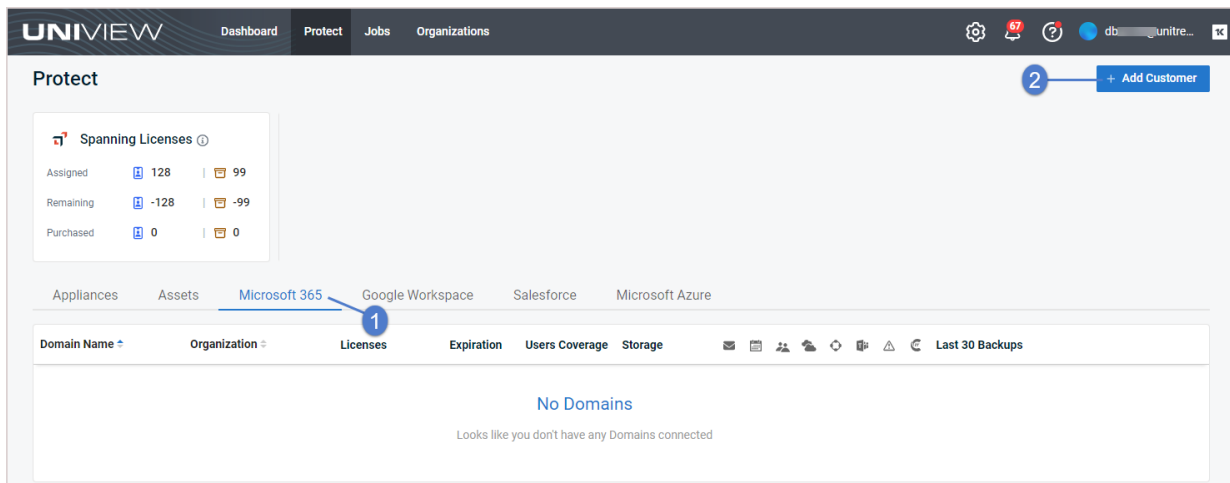 UNIVIEW Dashboard Protect Jobs Organizations 67 db unitre...
Protect
2 + Add Customer
Spanning Licenses
Assigned 128 | 99
Remaining -128 | -99
Purchased 0 | 0
Appliances Assets Microsoft 365 Google Workspace Salesforce Microsoft Azure
1
Domain Name Organization Licenses Expiration Users Coverage Storage Last 30 Backups
No Domains
Looks like you don't have any Domains connected